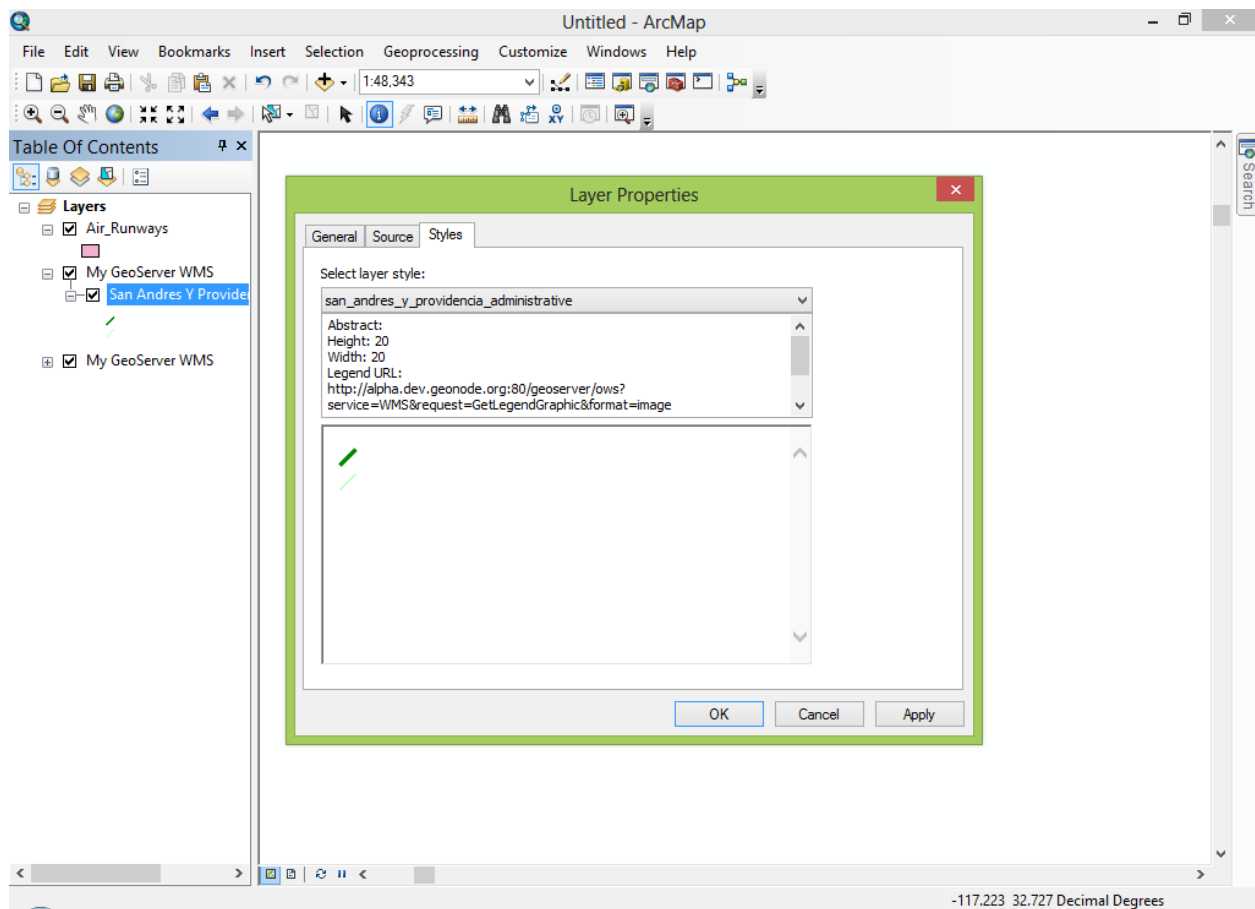 Untitled - ArcMap
File Edit View Bookmarks Insert Selection Geoprocessing Customize Windows Help
1:48,343
Table Of Contents
Layers
Air_Runways
My GeoServer WMS
San Andres Y Provide
My GeoServer WMS
Layer Properties
General Source Styles
Select layer style:
san_andres_y_providencia_administrative
Abstract:
Height: 20
Width: 20
Legend URL:
http://alpha.dev.geonode.org:80/geoserver/ows?
service=WMS&request=GetLegendGraphic&format=image
OK Cancel Apply
Search
-117.223 32.727 Decimal Degrees